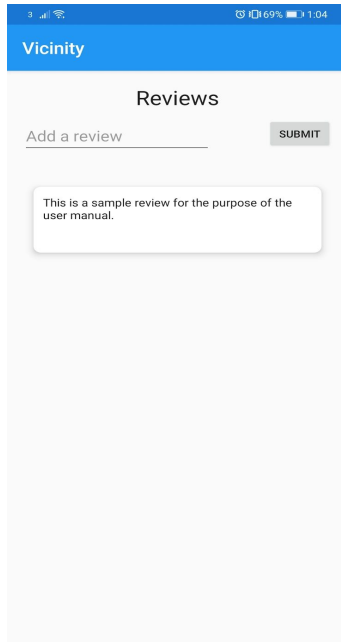 3 69% 1:04
Vicinity
Reviews
Add a review SUBMIT
This is a sample review for the purpose of the
user manual.